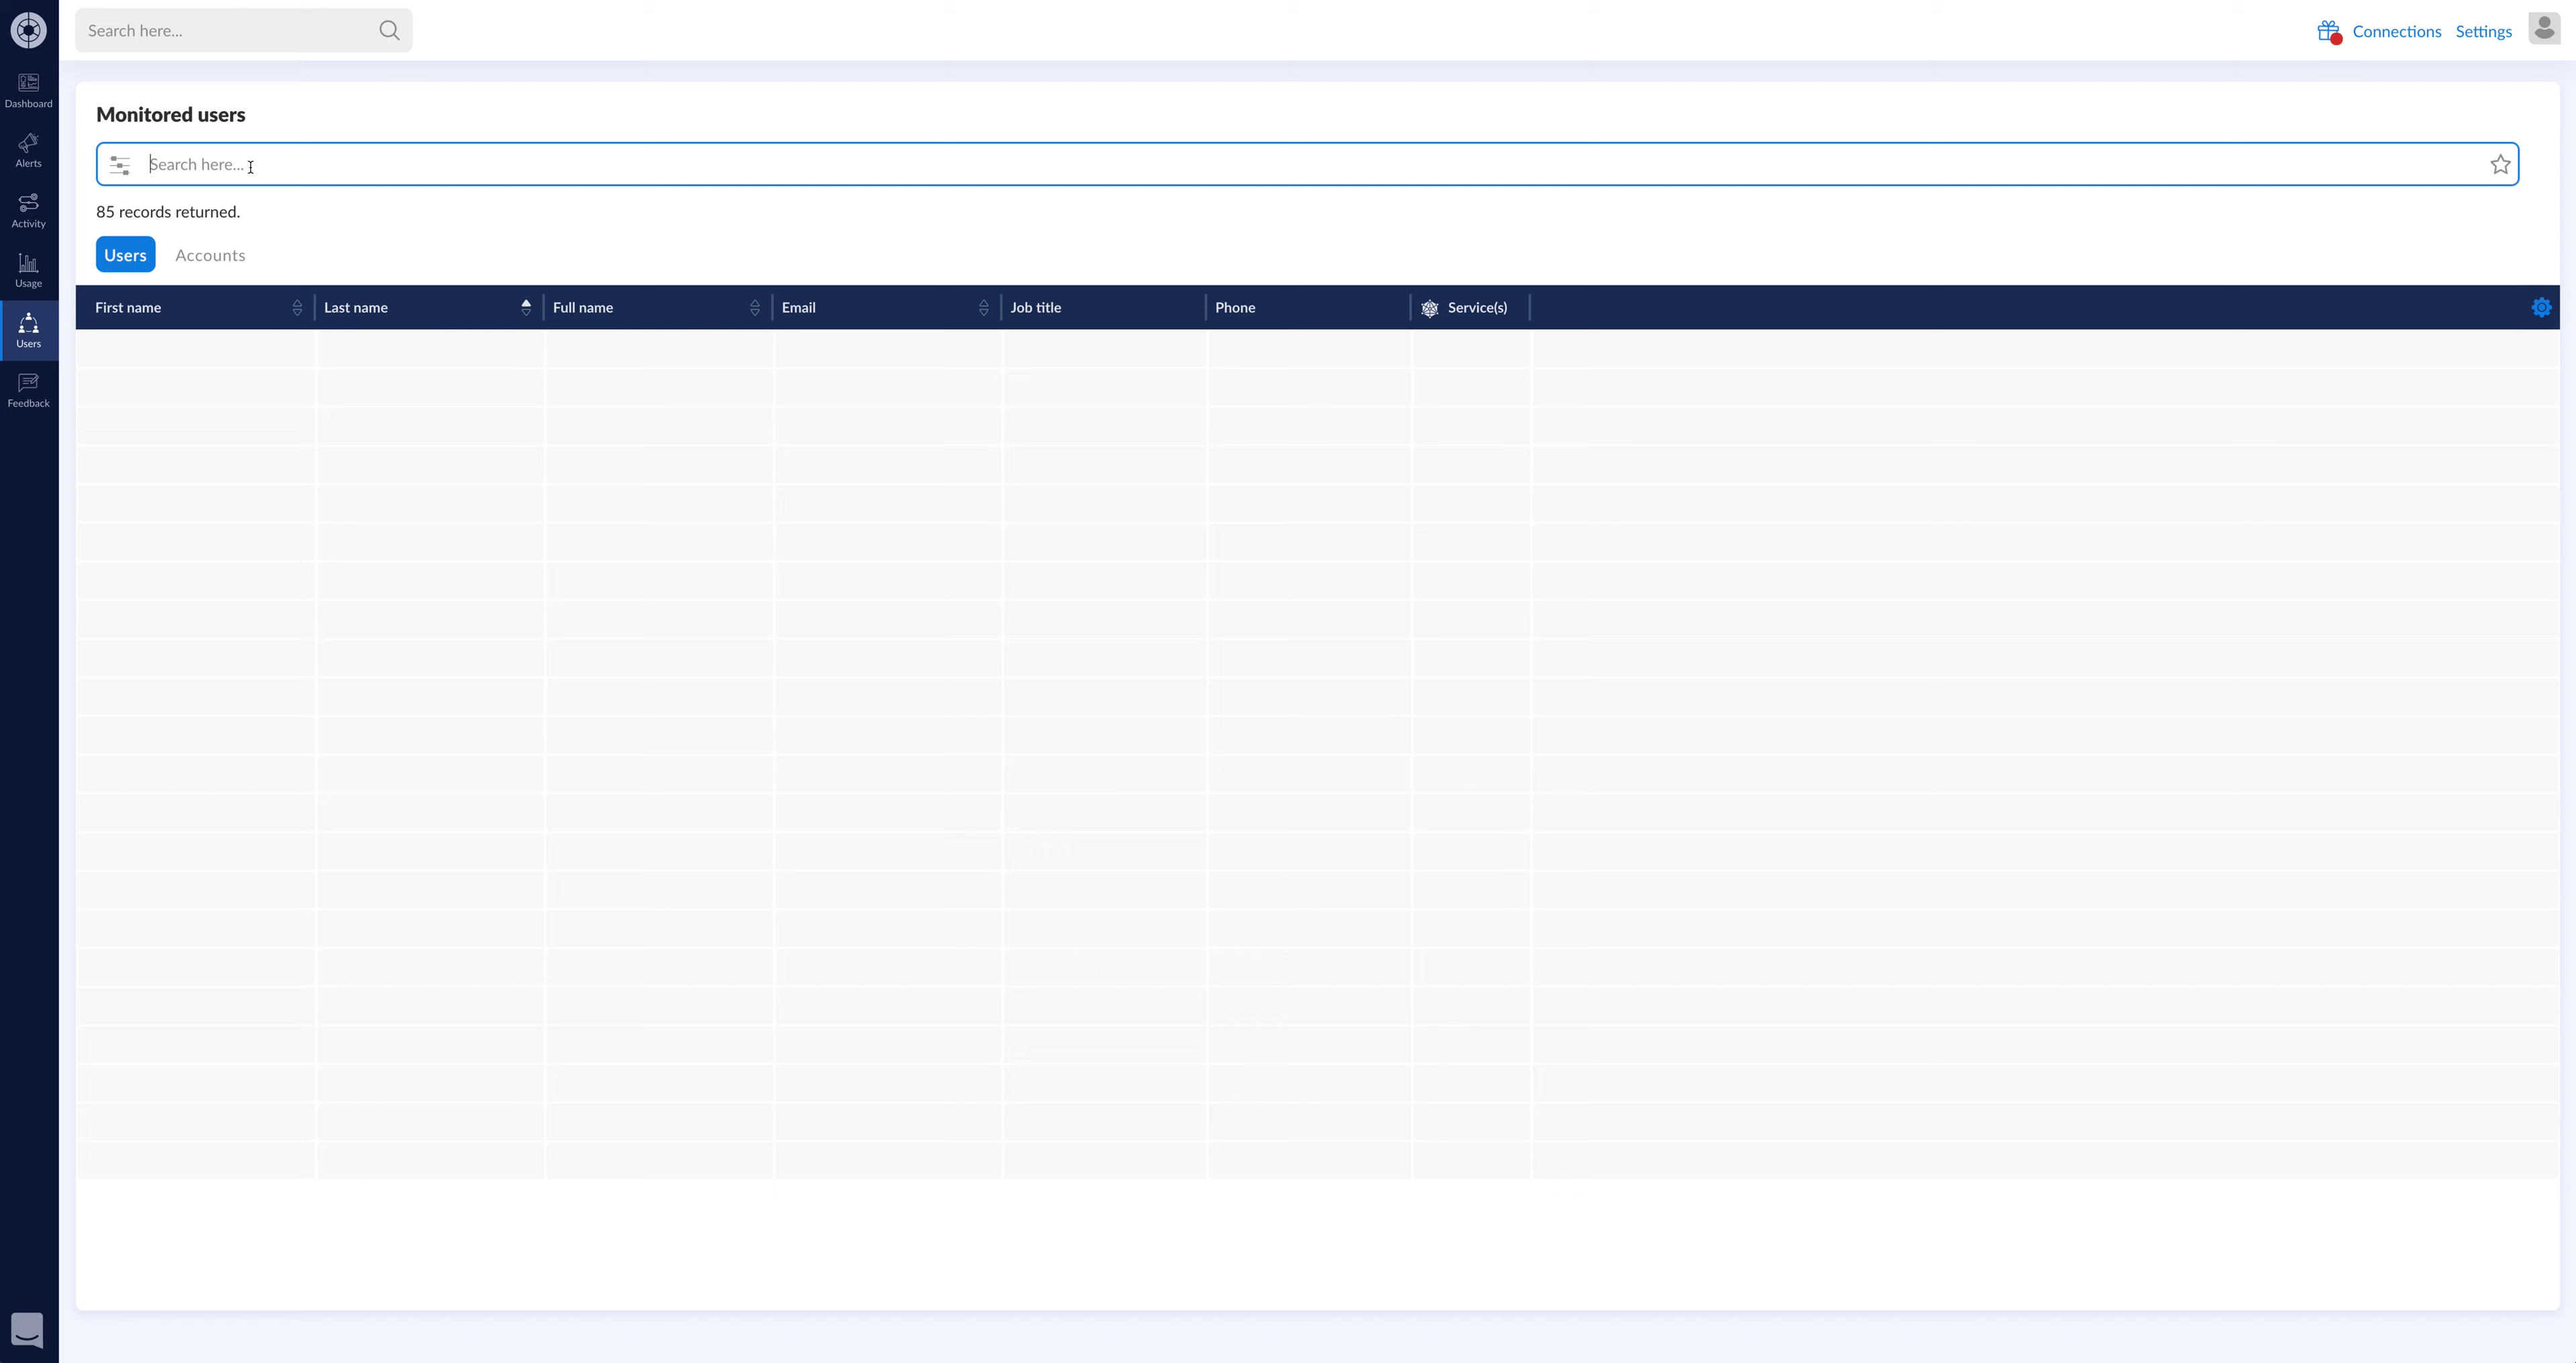 Search here...
Connections
Settings
Dashboard
Alerts
Activity
Usage
Users
Feedback
Monitored users
Search here...
85 records returned.
Users
Accounts
First name
Last name
Full name
Email
Job title
Phone
Service(s)